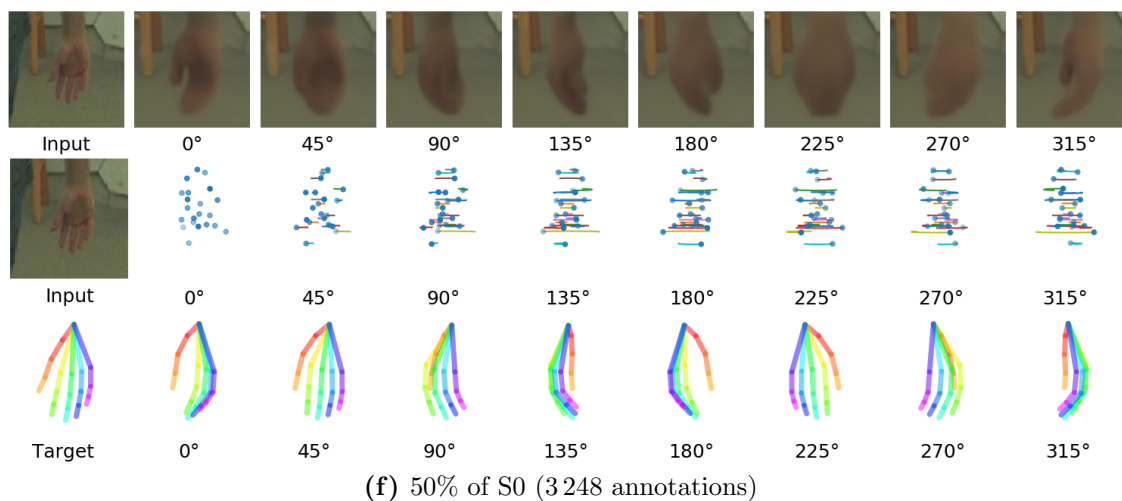 Input 0° 45° 90° 135° 180° 225° 270° 315°
Input 0° 45° 90° 135° 180° 225° 270° 315°
Target 0° 45° 90° 135° 180° 225° 270° 315°
(f) 50% of S0 (3 248 annotations)